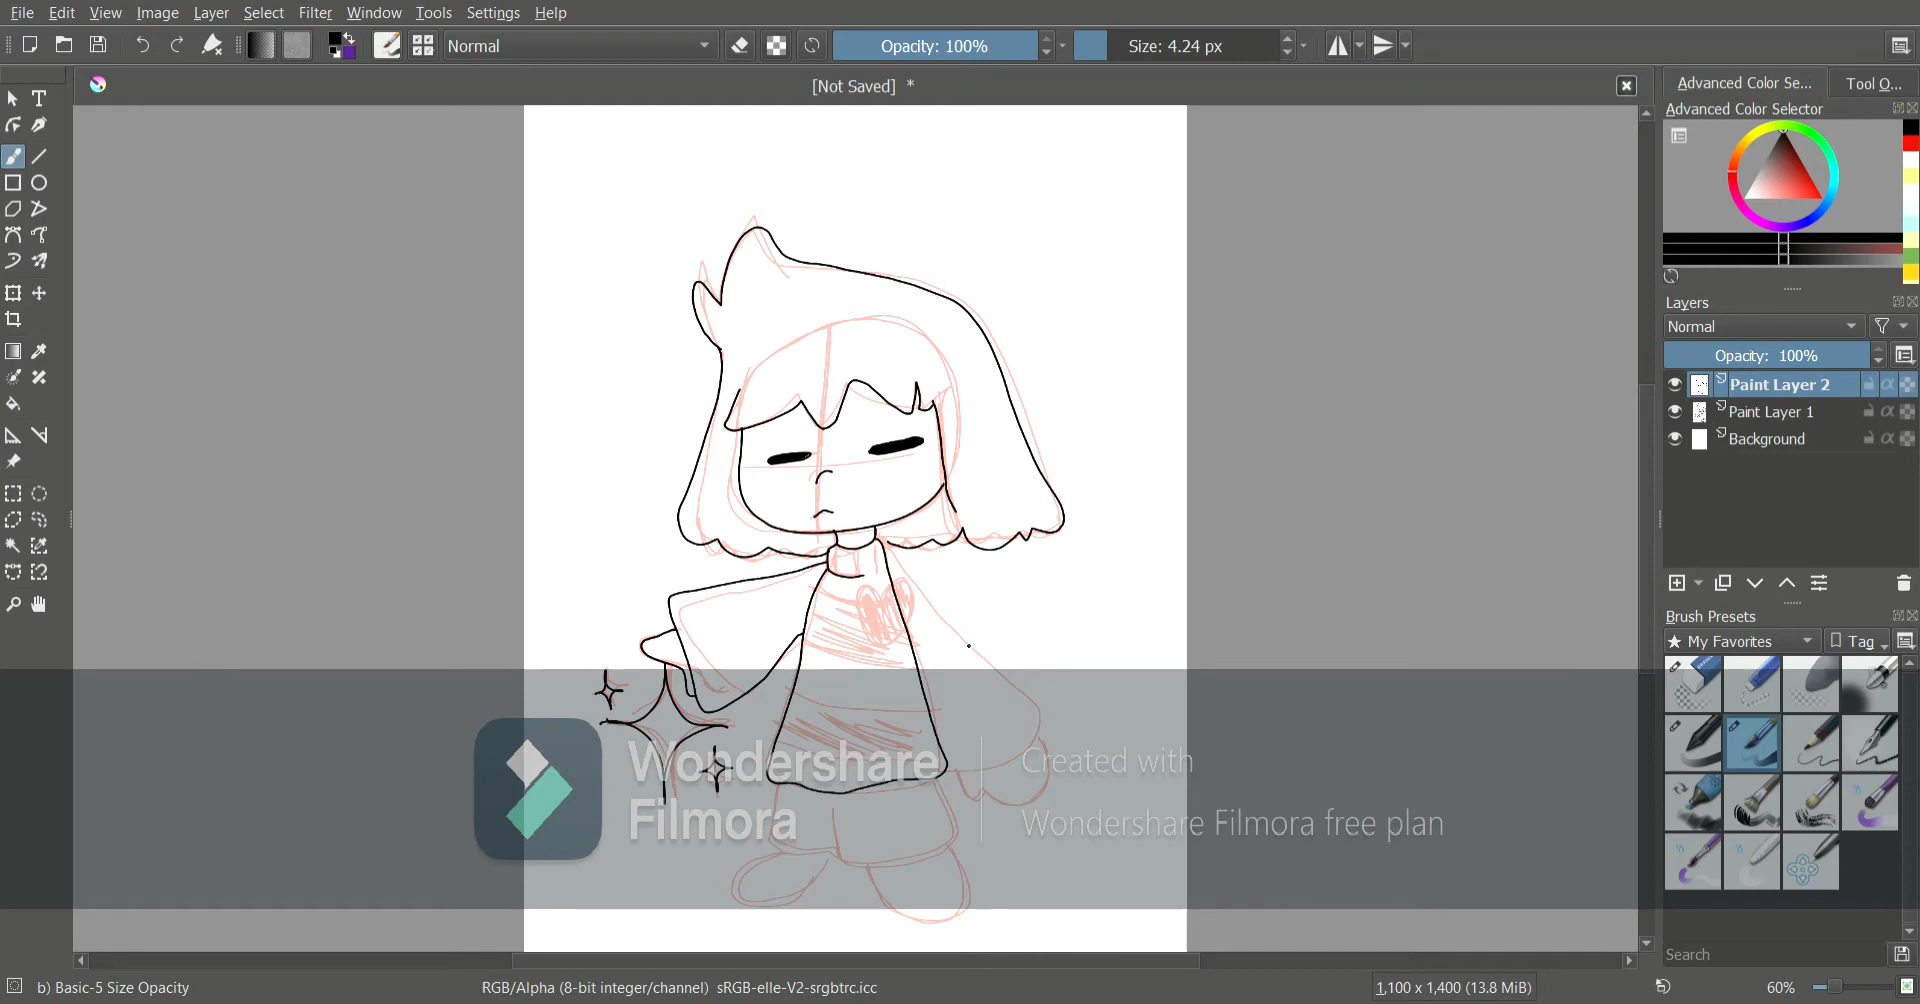 File Edit View Image Layer Select Filter Window Tools Settings Help
Normal Opacity: 100% Size: 4.24 px
[Not Saved] *
Advanced Color Se... Tool O...
Advanced Color Selector
Layers
Normal
Opacity: 100%
Paint Layer 2
Paint Layer 1
Background
Brush Presets
★ My Favorites Tag
Wondershare
Filmora
Created with
Wondershare Filmora free plan
Search
b) Basic-5 Size Opacity RGB/Alpha (8-bit integer/channel) sRGB-elle-V2-srgbtrc.icc 1,100 x 1,400 (13.8 MiB) 60%